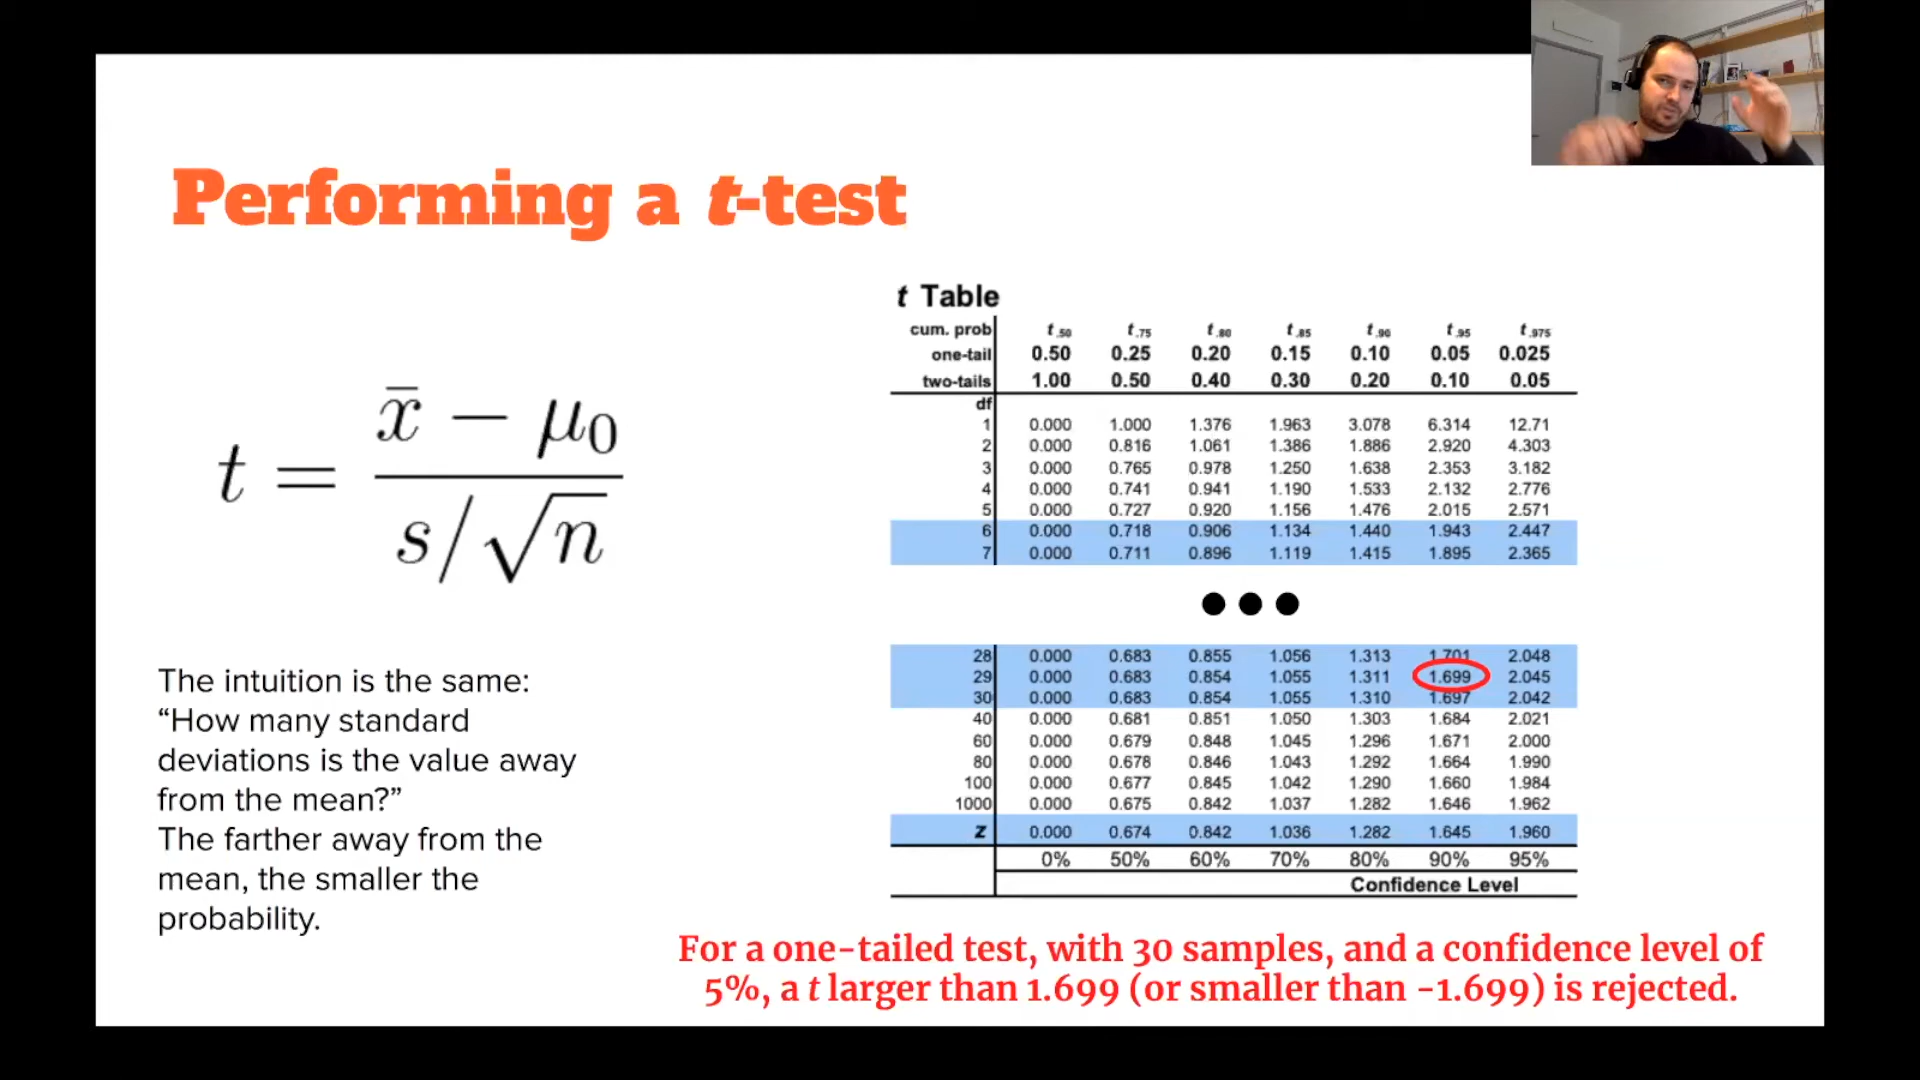 Performing a t-test
t = x̄ − μ₀ / s/√n
The intuition is the same:
“How many standard
deviations is the value away
from the mean?”
The farther away from the
mean, the smaller the
probability.
t Table
cum. prob t.50 t.75 t.80 t.85 t.90 t.95 t.975
one-tail 0.50 0.25 0.20 0.15 0.10 0.05 0.025
two-tails 1.00 0.50 0.40 0.30 0.20 0.10 0.05
df
1 0.000 1.000 1.376 1.963 3.078 6.314 12.71
2 0.000 0.816 1.061 1.386 1.886 2.920 4.303
3 0.000 0.765 0.978 1.250 1.638 2.353 3.182
4 0.000 0.741 0.941 1.190 1.533 2.132 2.776
5 0.000 0.727 0.920 1.156 1.476 2.015 2.571
6 0.000 0.718 0.906 1.134 1.440 1.943 2.447
7 0.000 0.711 0.896 1.119 1.415 1.895 2.365
28 0.000 0.683 0.855 1.056 1.313 1.701 2.048
29 0.000 0.683 0.854 1.055 1.311 1.699 2.045
30 0.000 0.683 0.854 1.055 1.310 1.697 2.042
40 0.000 0.681 0.851 1.050 1.303 1.684 2.021
60 0.000 0.679 0.848 1.045 1.296 1.671 2.000
80 0.000 0.678 0.846 1.043 1.292 1.664 1.990
100 0.000 0.677 0.845 1.042 1.290 1.660 1.984
1000 0.000 0.675 0.842 1.037 1.282 1.646 1.962
z 0.000 0.674 0.842 1.036 1.282 1.645 1.960
0% 50% 60% 70% 80% 90% 95%
Confidence Level
For a one-tailed test, with 30 samples, and a confidence level of
5%, a t larger than 1.699 (or smaller than -1.699) is rejected.